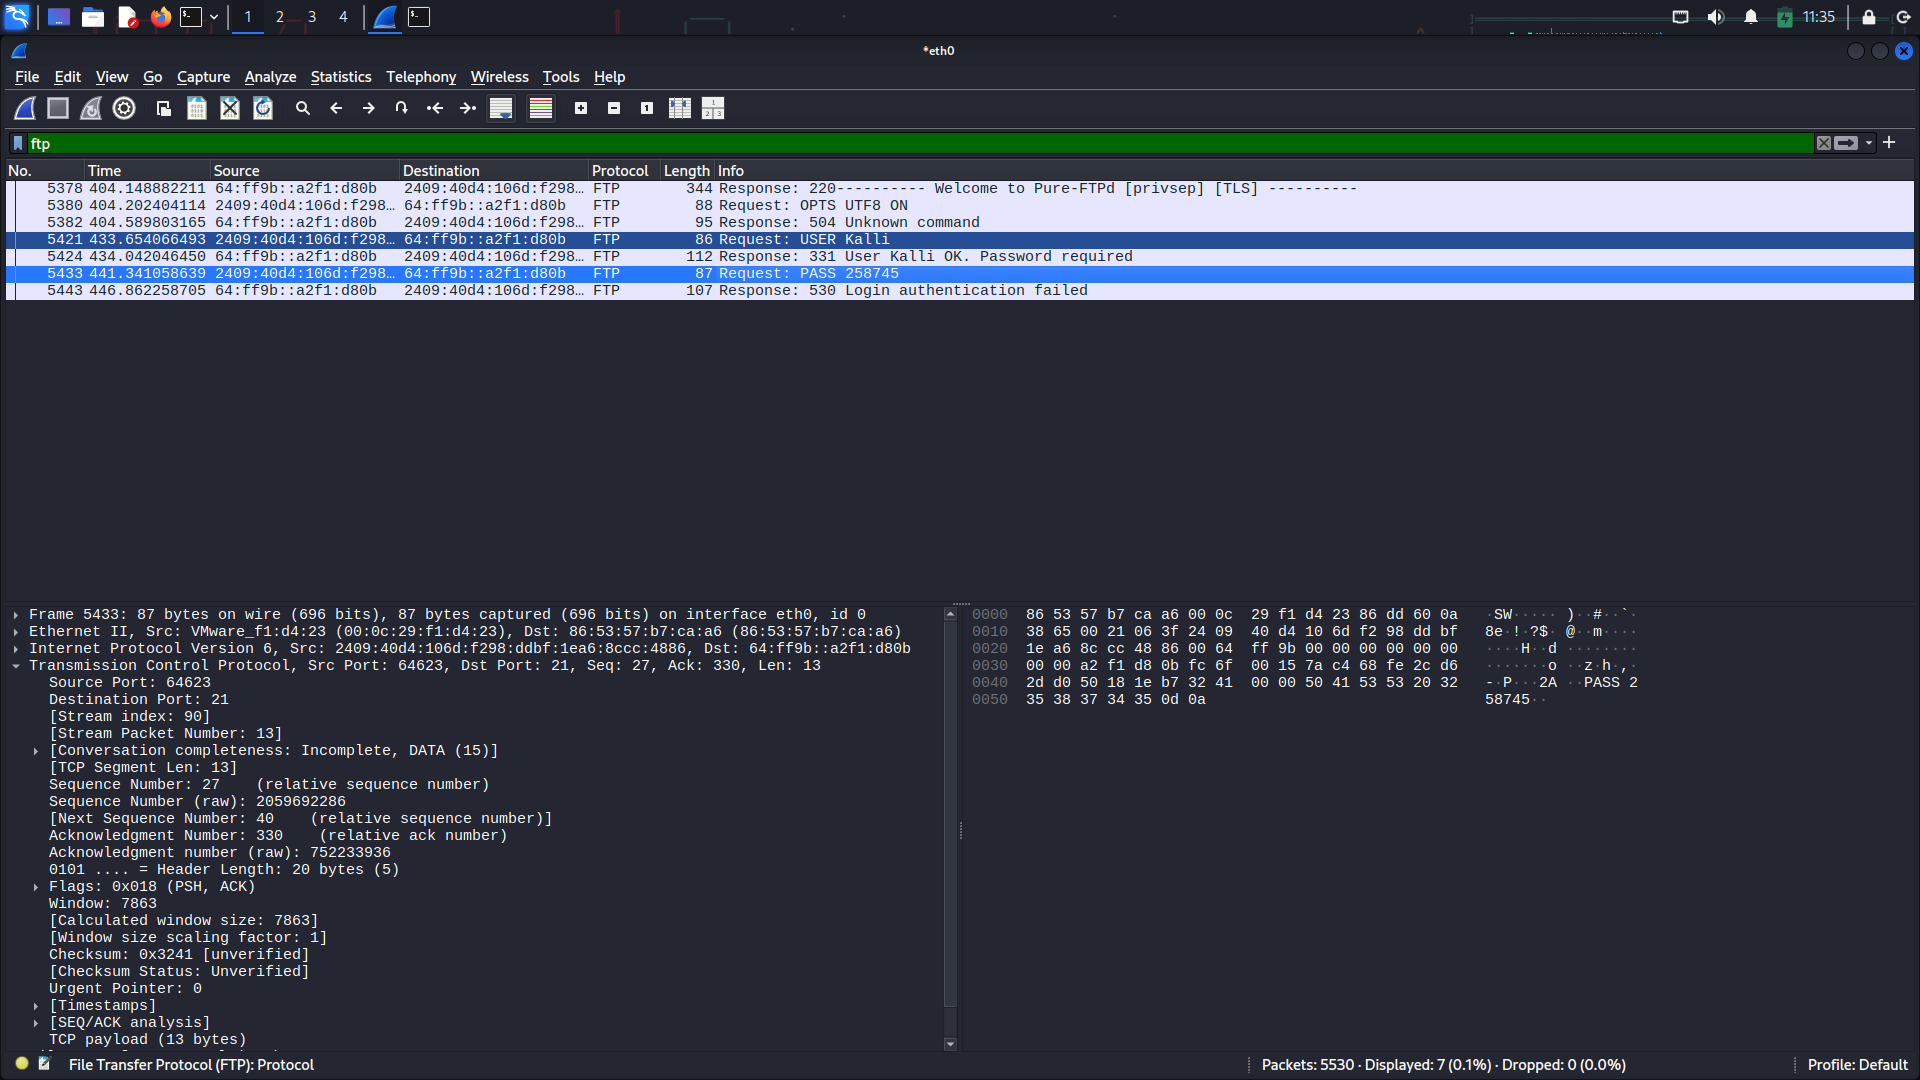 1 2 3 4 11:35
*eth0
File Edit View Go Capture Analyze Statistics Telephony Wireless Tools Help
ftp
No. Time Source Destination Protocol Length Info
5378 404.148882211 64:ff9b::a2f1:d80b 2409:40d4:106d:f298… FTP 344 Response: 220---------- Welcome to Pure-FTPd [privsep] [TLS] ----------
5380 404.202404114 2409:40d4:106d:f298… 64:ff9b::a2f1:d80b FTP 88 Request: OPTS UTF8 ON
5382 404.589803165 64:ff9b::a2f1:d80b 2409:40d4:106d:f298… FTP 95 Response: 504 Unknown command
5421 433.654066493 2409:40d4:106d:f298… 64:ff9b::a2f1:d80b FTP 86 Request: USER Kalli
5424 434.042046450 64:ff9b::a2f1:d80b 2409:40d4:106d:f298… FTP 112 Response: 331 User Kalli OK. Password required
5433 441.341058639 2409:40d4:106d:f298… 64:ff9b::a2f1:d80b FTP 87 Request: PASS 258745
5443 446.862258705 64:ff9b::a2f1:d80b 2409:40d4:106d:f298… FTP 107 Response: 530 Login authentication failed
Frame 5433: 87 bytes on wire (696 bits), 87 bytes captured (696 bits) on interface eth0, id 0
Ethernet II, Src: VMware_f1:d4:23 (00:0c:29:f1:d4:23), Dst: 86:53:57:b7:ca:a6 (86:53:57:b7:ca:a6)
Internet Protocol Version 6, Src: 2409:40d4:106d:f298:ddbf:1ea6:8ccc:4886, Dst: 64:ff9b::a2f1:d80b
Transmission Control Protocol, Src Port: 64623, Dst Port: 21, Seq: 27, Ack: 330, Len: 13
Source Port: 64623
Destination Port: 21
[Stream index: 90]
[Stream Packet Number: 13]
[Conversation completeness: Incomplete, DATA (15)]
[TCP Segment Len: 13]
Sequence Number: 27 (relative sequence number)
Sequence Number (raw): 2059692286
[Next Sequence Number: 40 (relative sequence number)]
Acknowledgment Number: 330 (relative ack number)
Acknowledgment number (raw): 752233936
0101 .... = Header Length: 20 bytes (5)
Flags: 0x018 (PSH, ACK)
Window: 7863
[Calculated window size: 7863]
[Window size scaling factor: 1]
Checksum: 0x3241 [unverified]
[Checksum Status: Unverified]
Urgent Pointer: 0
[Timestamps]
[SEQ/ACK analysis]
TCP payload (13 bytes)
0000 86 53 57 b7 ca a6 00 0c 29 f1 d4 23 86 dd 60 0a ·SW····· )··#··`·
0010 38 65 00 21 06 3f 24 09 40 d4 10 6d f2 98 dd bf 8e·!·?$· @··m····
0020 1e a6 8c cc 48 86 00 64 ff 9b 00 00 00 00 00 00 ····H··d ········
0030 00 00 a2 f1 d8 0b fc 6f 00 15 7a c4 68 fe 2c d6 ·······o ··z·h·,·
0040 2d d0 50 18 1e b7 32 41 00 00 50 41 53 53 20 32 -·P···2A ··PASS 2
0050 35 38 37 34 35 0d 0a 58745··
File Transfer Protocol (FTP): Protocol
Packets: 5530 · Displayed: 7 (0.1%) · Dropped: 0 (0.0%)
Profile: Default